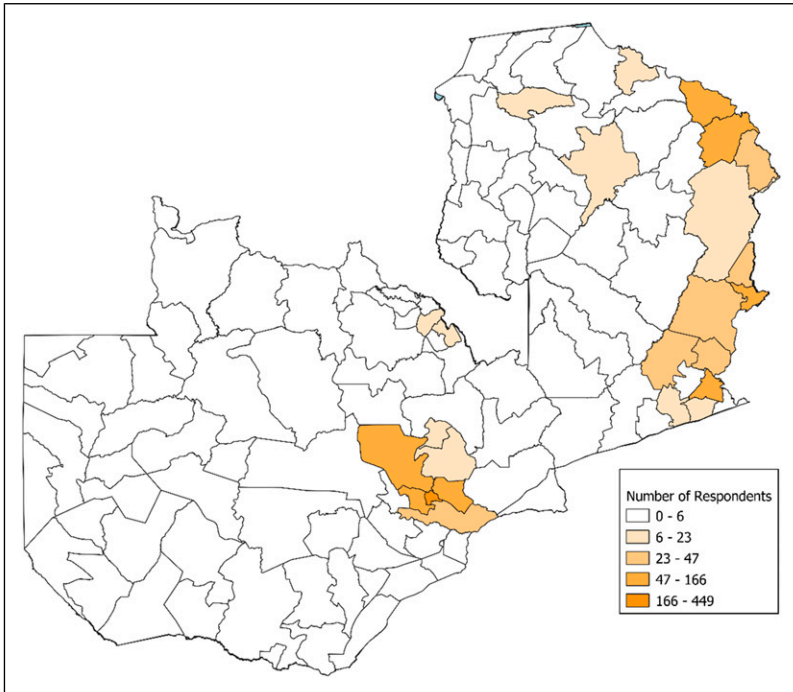 Number of Respondents
0 - 6
6 - 23
23 - 47
47 - 166
166 - 449